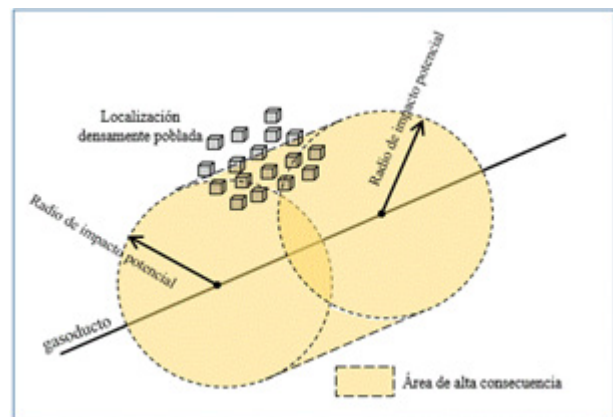 Localización
densamente poblada
Radio de impacto potencial
Radio de impacto potencial
gasoducto
Área de alta consecuencia